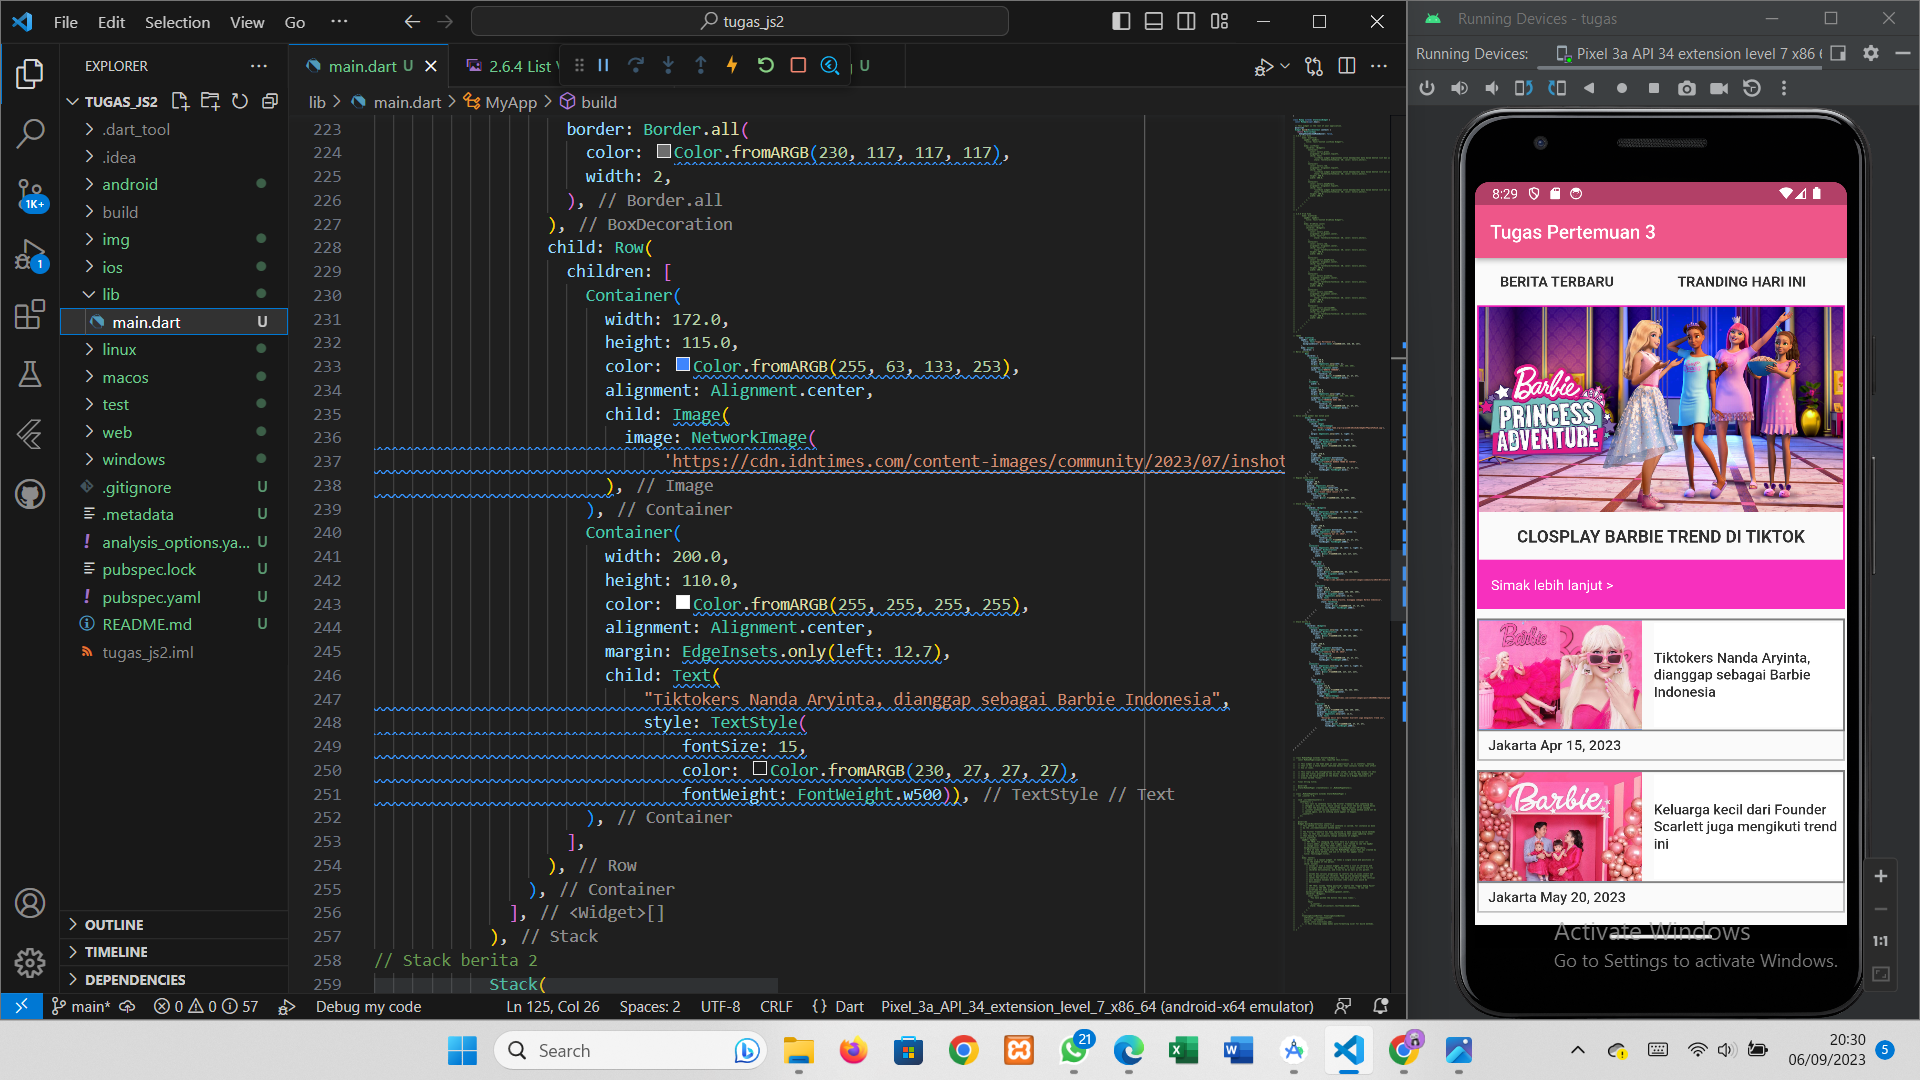 File Edit Selection View Go ···
tugas_js2
EXPLORER
main.dart U
2.6.4 List
U
TUGAS_JS2
lib > main.dart > MyApp > build
.dart_tool
.idea
android
build
img
ios
lib
main.dart U
linux
macos
test
web
windows
.gitignore U
.metadata U
analysis_options.ya... U
pubspec.lock U
pubspec.yaml U
README.md U
tugas_js2.iml
OUTLINE
TIMELINE
DEPENDENCIES
1K+
1
223 border: Border.all(
224 color: Color.fromARGB(230, 117, 117, 117),
225 width: 2,
226 ), // Border.all
227 ), // BoxDecoration
228 child: Row(
229 children: [
230 Container(
231 width: 172.0,
232 height: 115.0,
233 color: Color.fromARGB(255, 63, 133, 253),
234 alignment: Alignment.center,
235 child: Image(
236 image: NetworkImage(
237 'https://cdn.idntimes.com/content-images/community/2023/07/inshot
238 ), // Image
239 ), // Container
240 Container(
241 width: 200.0,
242 height: 110.0,
243 color: Color.fromARGB(255, 255, 255, 255),
244 alignment: Alignment.center,
245 margin: EdgeInsets.only(left: 12.7),
246 child: Text(
247 "Tiktokers Nanda Aryinta, dianggap sebagai Barbie Indonesia",
248 style: TextStyle(
249 fontSize: 15,
250 color: Color.fromARGB(230, 27, 27, 27),
251 fontWeight: FontWeight.w500)), // TextStyle // Text
252 ), // Container
253 ],
254 ), // Row
255 ), // Container
256 ], // <Widget>[]
257 ), // Stack
258 // Stack berita 2
259 Stack(
main* 0 0 57 Debug my code Ln 125, Col 26 Spaces: 2 UTF-8 CRLF {} Dart Pixel_3a_API_34_extension_level_7_x86_64 (android-x64 emulator)
Running Devices - tugas
Running Devices: Pixel 3a API 34 extension level 7 x86
8:29
Tugas Pertemuan 3
BERITA TERBARU TRANDING HARI INI
Barbie
PRINCESS
ADVENTURE
CLOSPLAY BARBIE TREND DI TIKTOK
Simak lebih lanjut >
Barbie
Tiktokers Nanda Aryinta,
dianggap sebagai Barbie
Indonesia
Jakarta Apr 15, 2023
Barbie
Keluarga kecil dari Founder
Scarlett juga mengikuti trend
ini
Jakarta May 20, 2023
1:1
Activate Windows
Go to Settings to activate Windows.
Search
21
20:30
06/09/2023
5